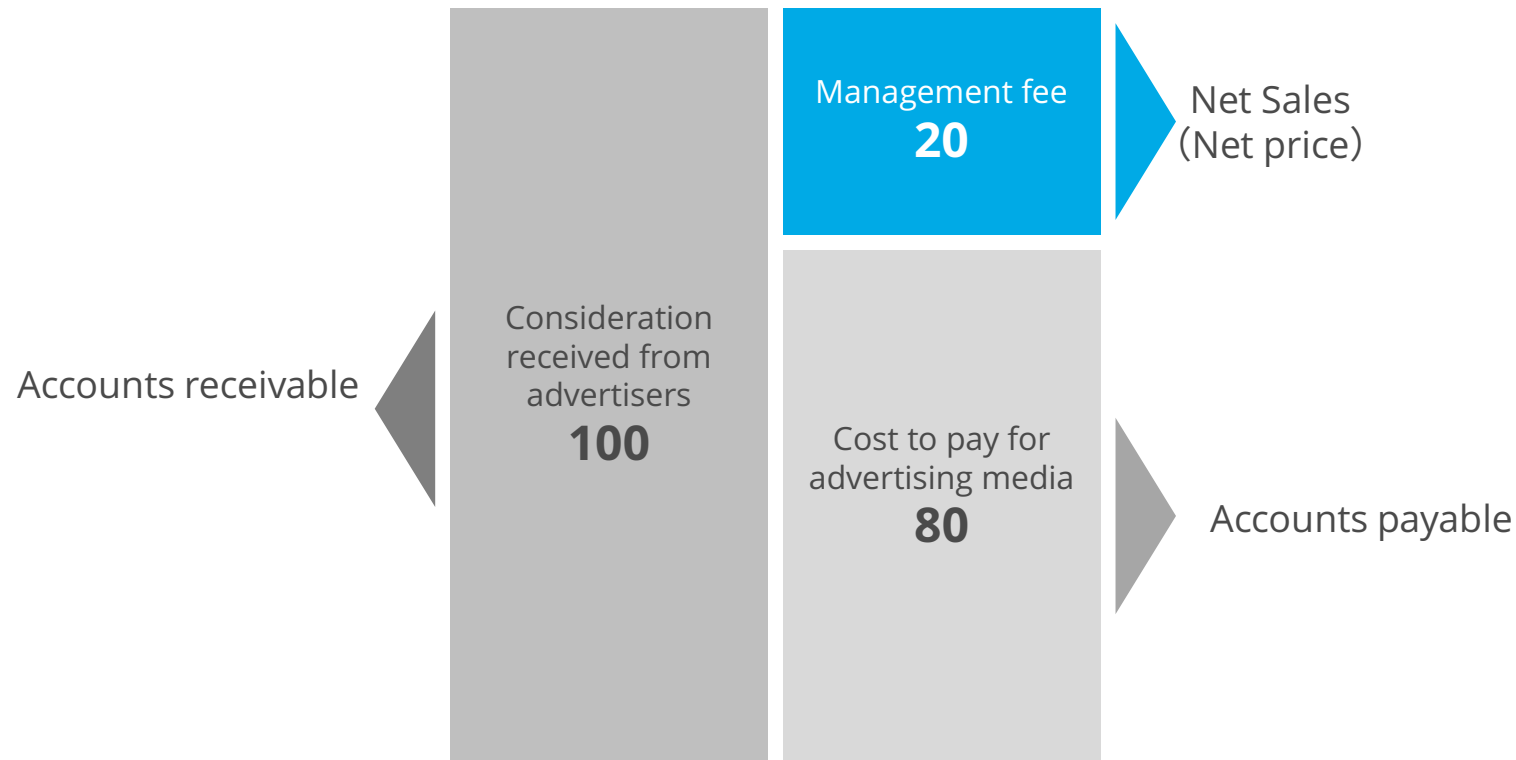 Accounts receivable
Consideration
received from
advertisers
100
Management fee
20
Net Sales
（Net price）
Cost to pay for
advertising media
80
Accounts payable